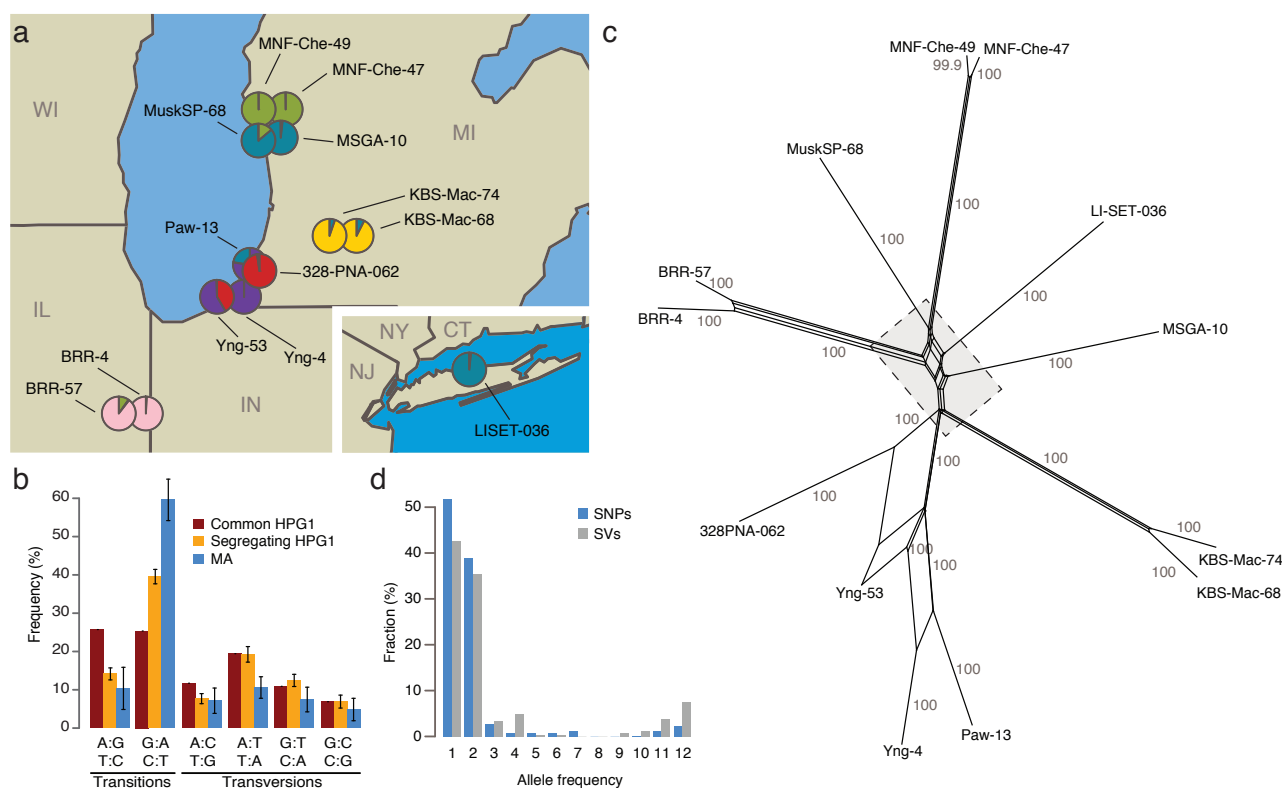 a
MNF-Che-49
MNF-Che-47
MuskSP-68
MSGA-10
WI
MI
KBS-Mac-74
KBS-Mac-68
Paw-13
328-PNA-062
IL
Yng-53
Yng-4
BRR-4
BRR-57
IN
NY
CT
NJ
LISET-036
b
60
50
40
30
20
10
0
Frequency (%)
Common HPG1
Segregating HPG1
MA
A:G
T:C
G:A
C:T
A:C
T:G
A:T
T:A
G:T
C:A
G:C
C:G
Transitions
Transversions
d
50
40
30
20
10
0
Fraction (%)
SNPs
SVs
1 2 3 4 5 6 7 8 9 10 11 12
Allele frequency
c
MNF-Che-49
MNF-Che-47
99.9
100
MuskSP-68
100
LI-SET-036
100
BRR-57
100
100
MSGA-10
BRR-4
100
100
100
100
100
100
100
328PNA-062
100
100
KBS-Mac-74
100
100
Yng-53
100
KBS-Mac-68
100
100
Paw-13
Yng-4